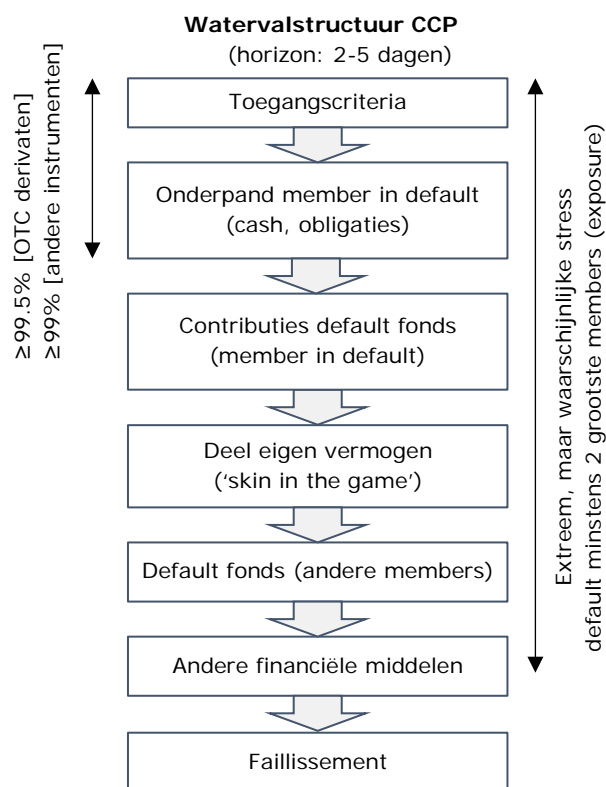 Watervalstructuur CCP
(horizon: 2-5 dagen)
≥99.5% [OTC derivaten]
≥99% [andere instrumenten]
Toegangscriteria
Onderpand member in default
(cash, obligaties)
Contributies default fonds
(member in default)
Deel eigen vermogen
(‘skin in the game’)
Default fonds (andere members)
Andere financiële middelen
Faillissement
Extreem, maar waarschijnlijke stress
default minstens 2 grootste members (exposure)